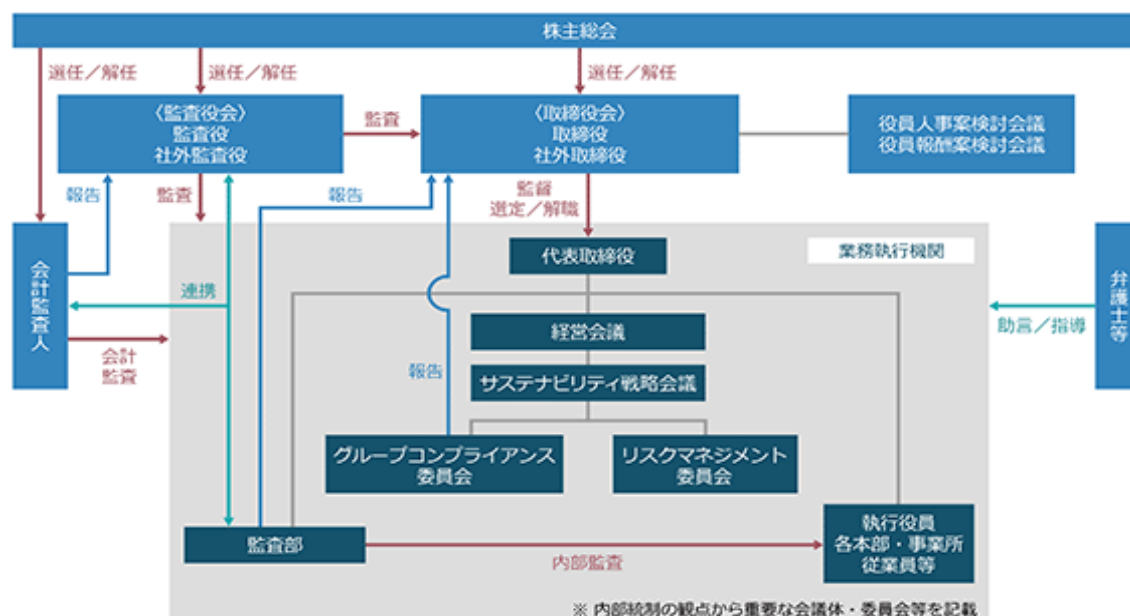 株主総会
選任／解任
選任／解任
選任／解任
〈監査役会〉
監査役
社外監査役
監査
〈取締役会〉
取締役
社外取締役
役員人事案検討会議
役員報酬案検討会議
報告
監査
報告
監督
選定／解職
会計監査人
代表取締役
業務執行機関
弁護士等
連携
助言／指導
経営会議
会計
監査
報告
サステナビリティ戦略会議
グループコンプライアンス
委員会
リスクマネジメント
委員会
監査部
内部監査
執行役員
各本部・事業所
従業員等
※ 内部統制の観点から重要な会議体・委員会等を記載